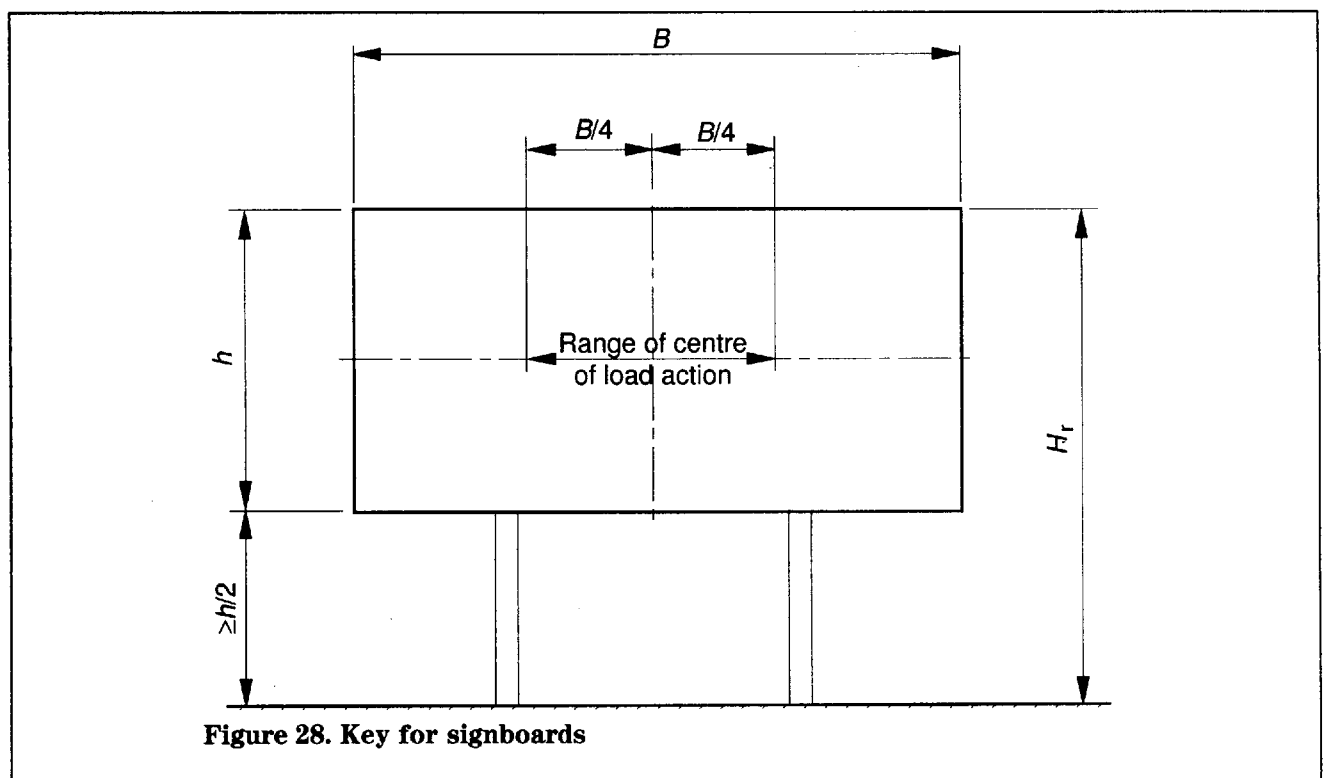 B
B/4 B/4
h
Range of centre
of load action
Hr
≥h/2
Figure 28. Key for signboards